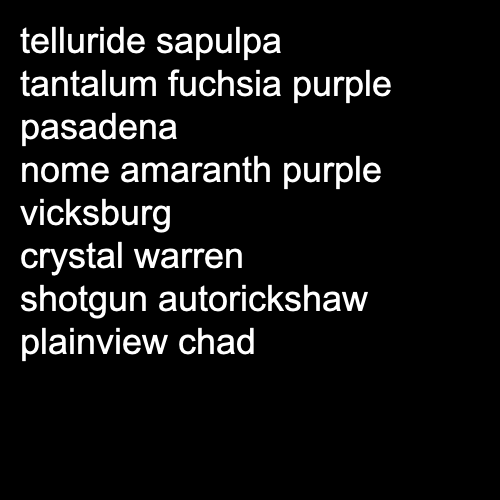 telluride sapulpa
tantalum fuchsia purple
pasadena
nome amaranth purple
vicksburg
crystal warren
shotgun autorickshaw
plainview chad